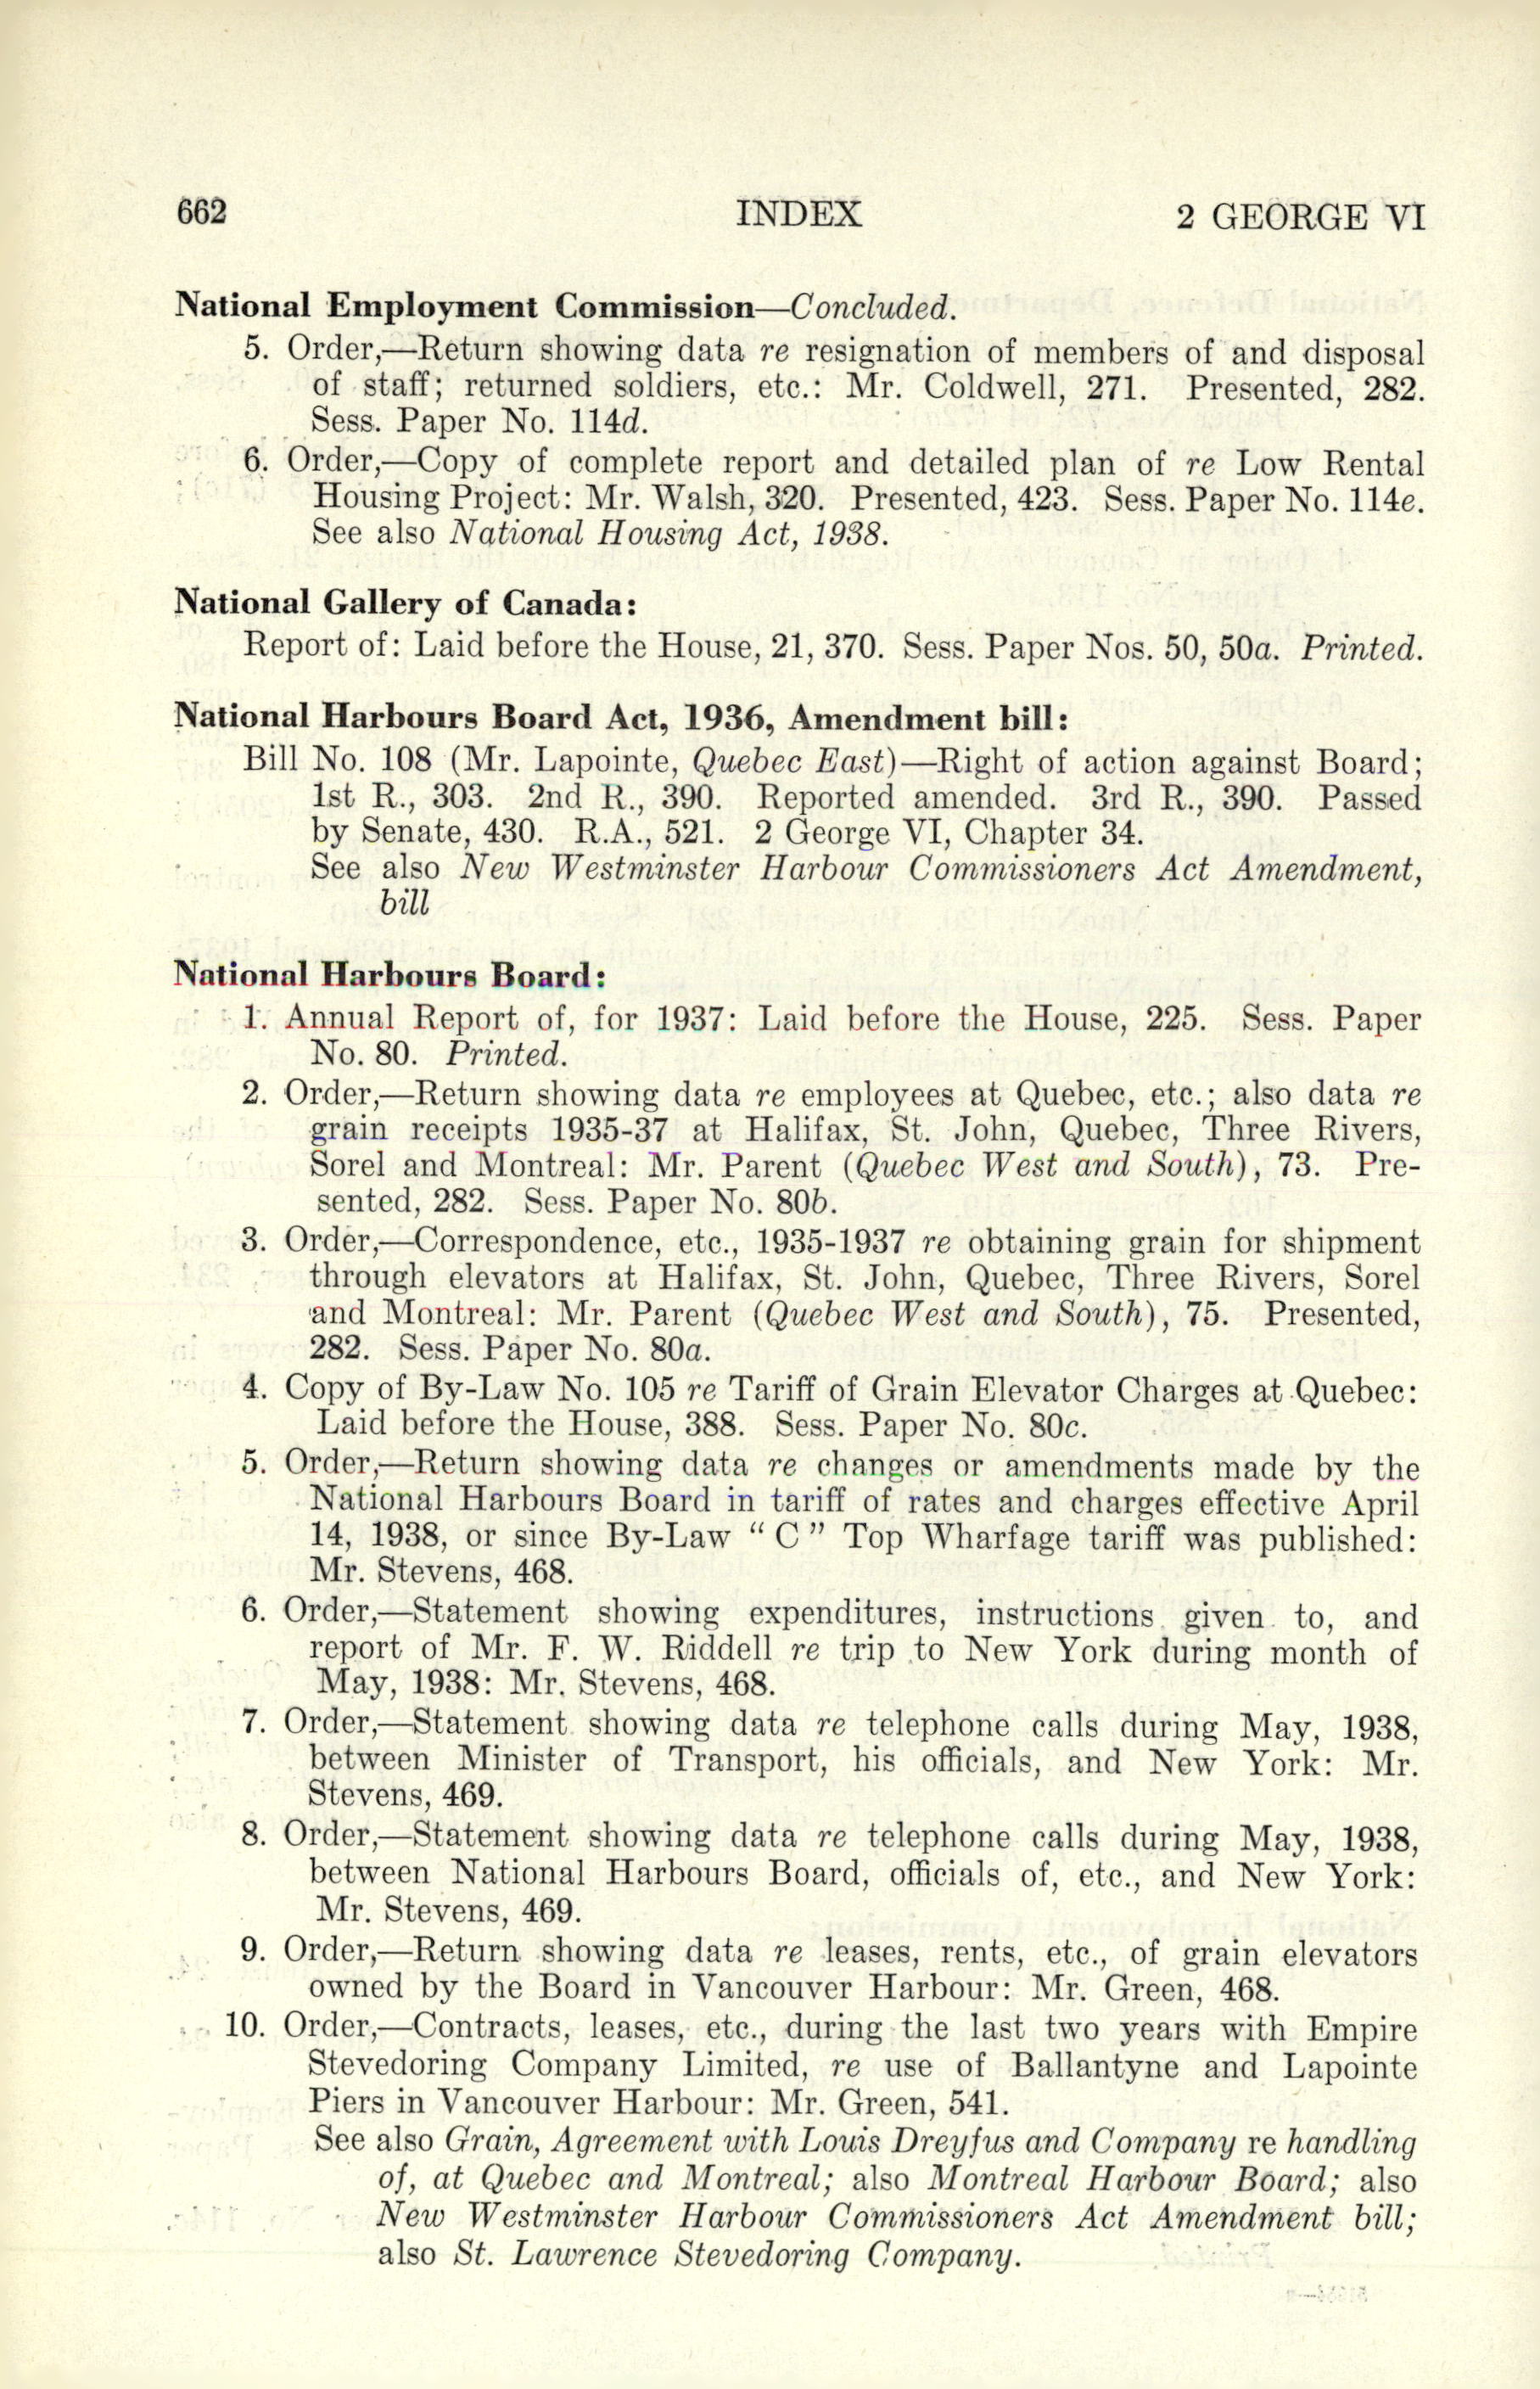 662 INDEX 2 GEORGE VI
National Employment Commission—Concluded.
5. Order,—Return showing data re resignation of members of and disposal
of staff; returned soldiers, etc.: Mr. Coldwell, 271. Presented, 282.
Sess. Paper No. 114d.
6. Order,—Copy of complete report and detailed plan of re Low Rental
Housing Project: Mr. Walsh, 320. Presented, 423. Sess. Paper No. 114e.
See also National Housing Act, 1938.
National Gallery of Canada:
Report of: Laid before the House, 21, 370. Sess. Paper Nos. 50, 50a. Printed.
National Harbours Board Act, 1936, Amendment bill:
Bill No. 108 (Mr. Lapointe, Quebec East)—Right of action against Board;
1st R., 303. 2nd R., 390. Reported amended. 3rd R., 390. Passed
by Senate, 430. R.A., 521. 2 George VI, Chapter 34.
See also New Westminster Harbour Commissioners Act Amendment,
bill
National Harbours Board:
1. Annual Report of, for 1937: Laid before the House, 225. Sess. Paper
No. 80. Printed.
2. Order,—Return showing data re employees at Quebec, etc.; also data re
grain receipts 1935-37 at Halifax, St. John, Quebec, Three Rivers,
Sorel and Montreal: Mr. Parent (Quebec West and South), 73. Pre-
sented, 282. Sess. Paper No. 80b.
3. Order,—Correspondence, etc., 1935-1937 re obtaining grain for shipment
through elevators at Halifax, St. John, Quebec, Three Rivers, Sorel
and Montreal: Mr. Parent (Quebec West and South), 75. Presented,
282. Sess. Paper No. 80a.
4. Copy of By-Law No. 105 re Tariff of Grain Elevator Charges at Quebec:
Laid before the House, 388. Sess. Paper No. 80c.
5. Order,—Return showing data re changes or amendments made by the
National Harbours Board in tariff of rates and charges effective April
14, 1938, or since By-Law "C" Top Wharfage tariff was published:
Mr. Stevens, 468.
6. Order,—Statement showing expenditures, instructions given to, and
report of Mr. F. W. Riddell re trip to New York during month of
May, 1938: Mr. Stevens, 468.
7. Order,—Statement showing data re telephone calls during May, 1938,
between Minister of Transport, his officials, and New York: Mr.
Stevens, 469.
8. Order,—Statement showing data re telephone calls during May, 1938,
between National Harbours Board, officials of, etc., and New York:
Mr. Stevens, 469.
9. Order,—Return showing data re leases, rents, etc., of grain elevators
owned by the Board in Vancouver Harbour: Mr. Green, 468.
10. Order,—Contracts, leases, etc., during the last two years with Empire
Stevedoring Company Limited, re use of Ballantyne and Lapointe
Piers in Vancouver Harbour: Mr. Green, 541.
See also Grain, Agreement with Louis Dreyfus and Company re handling
of, at Quebec and Montreal; also Montreal Harbour Board; also
New Westminster Harbour Commissioners Act Amendment bill;
also St. Lawrence Stevedoring Company.